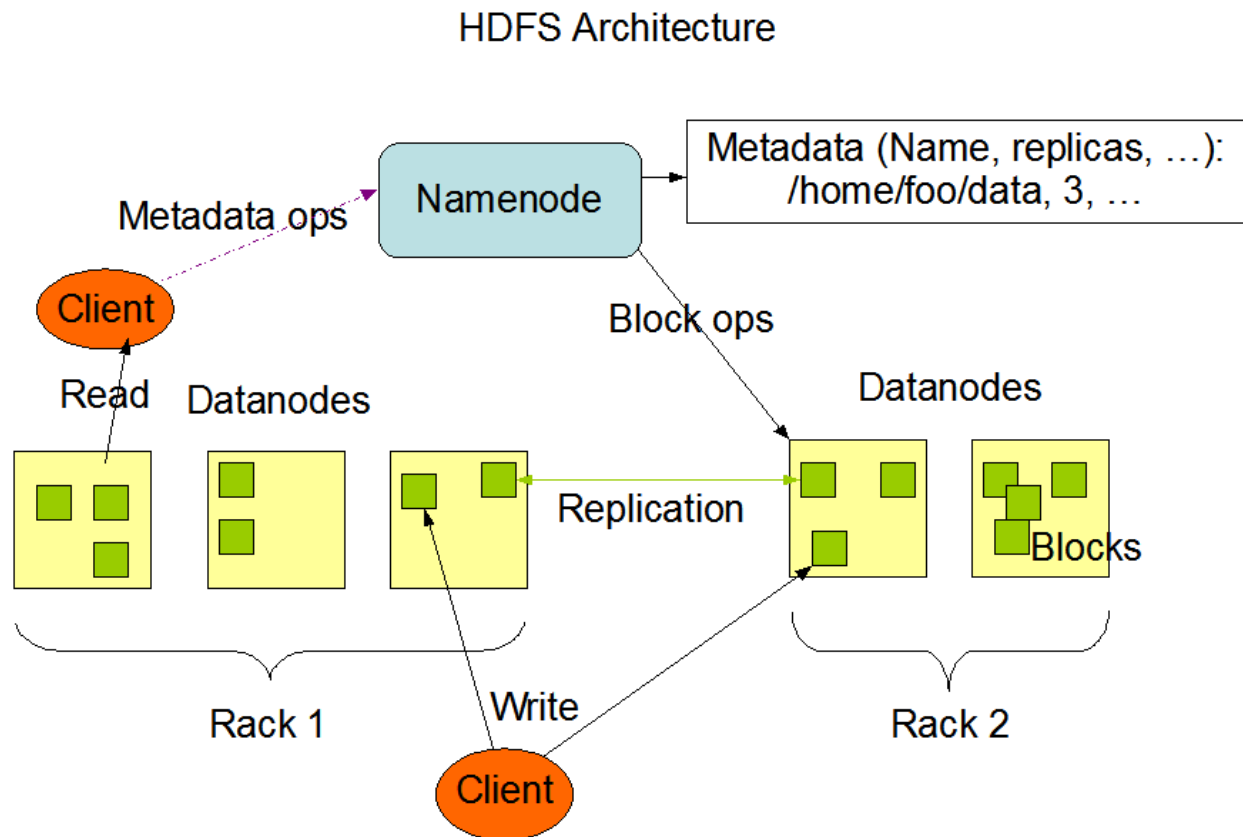 HDFS Architecture
Metadata (Name, replicas, …):
/home/foo/data, 3, …
Namenode
Metadata ops
Client
Block ops
Read
Datanodes
Datanodes
Replication
Blocks
Rack 1
Write
Rack 2
Client